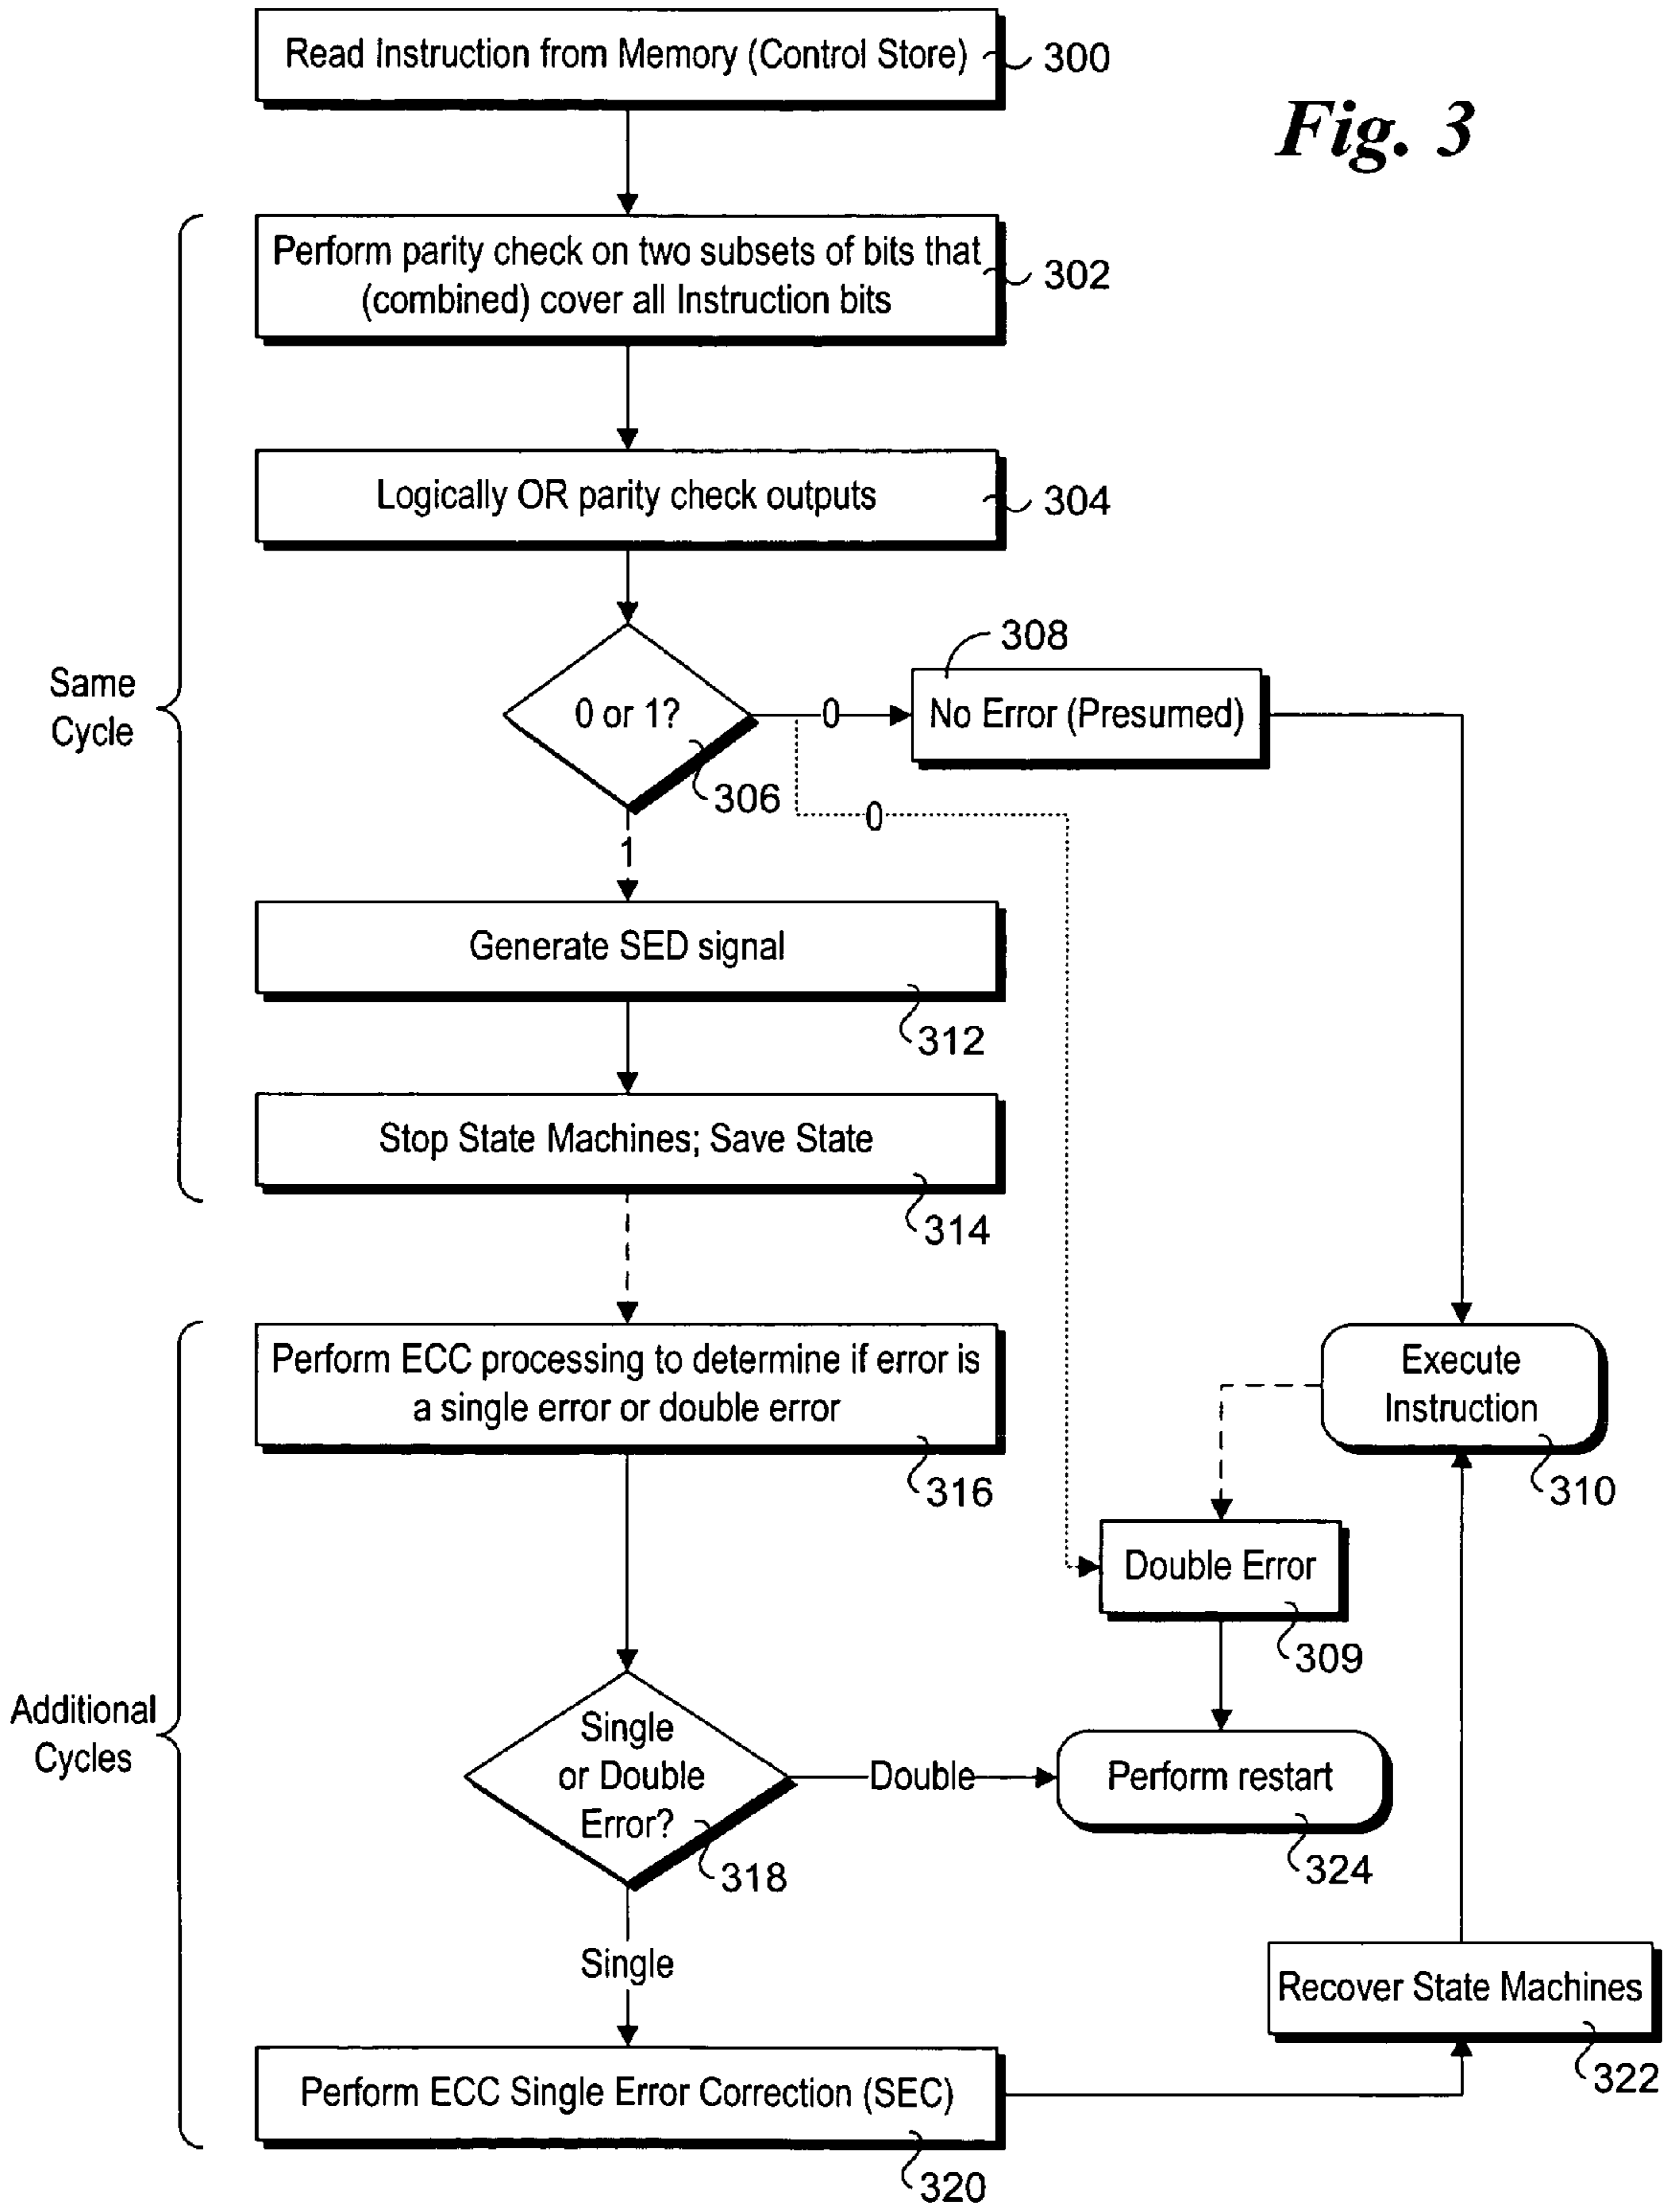 Read Instruction from Memory (Control Store)
300
Fig. 3
Perform parity check on two subsets of bits that
(combined) cover all Instruction bits
302
Logically OR parity check outputs
304
Same
Cycle
0 or 1?
306
0
308
No Error (Presumed)
0
1
Generate SED signal
312
Stop State Machines; Save State
314
Perform ECC processing to determine if error is
a single error or double error
316
Execute
Instruction
310
Double Error
309
Additional
Cycles
Single
or Double
Error?
318
Double
Perform restart
324
Single
Recover State Machines
322
Perform ECC Single Error Correction (SEC)
320